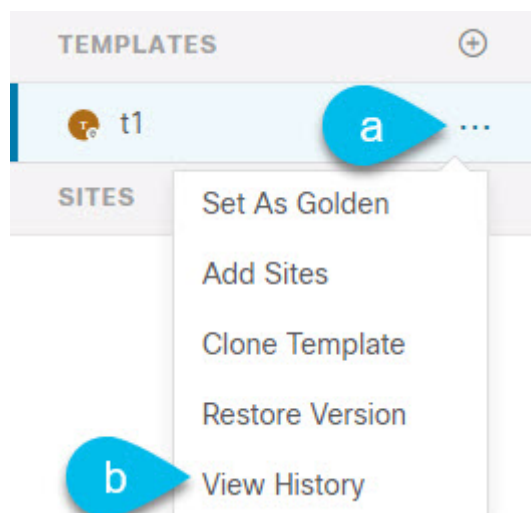 TEMPLATES
T t1 a ...
SITES
Set As Golden
Add Sites
Clone Template
Restore Version
b View History